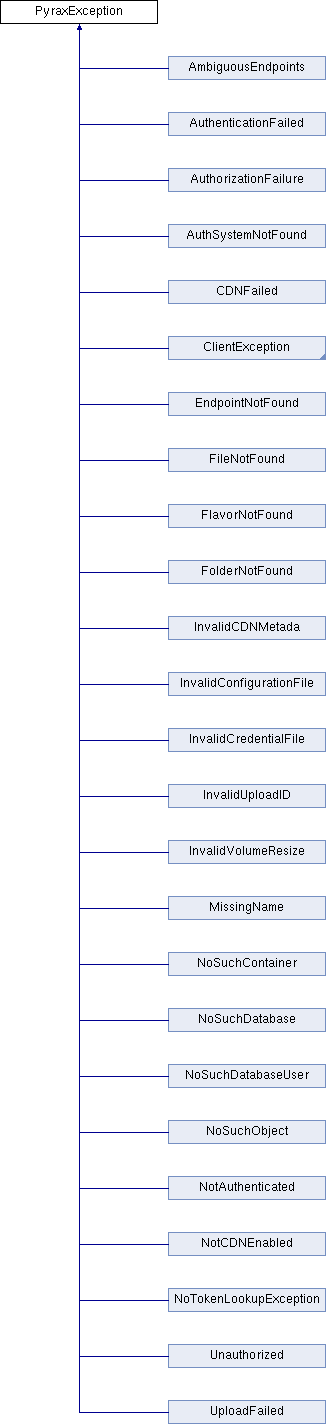 PyraxException
AmbiguousEndpoints
AuthenticationFailed
AuthorizationFailure
AuthSystemNotFound
CDNFailed
ClientException
EndpointNotFound
FileNotFound
FlavorNotFound
FolderNotFound
InvalidCDNMetada
InvalidConfigurationFile
InvalidCredentialFile
InvalidUploadID
InvalidVolumeResize
MissingName
NoSuchContainer
NoSuchDatabase
NoSuchDatabaseUser
NoSuchObject
NotAuthenticated
NotCDNEnabled
NoTokenLookupException
Unauthorized
UploadFailed